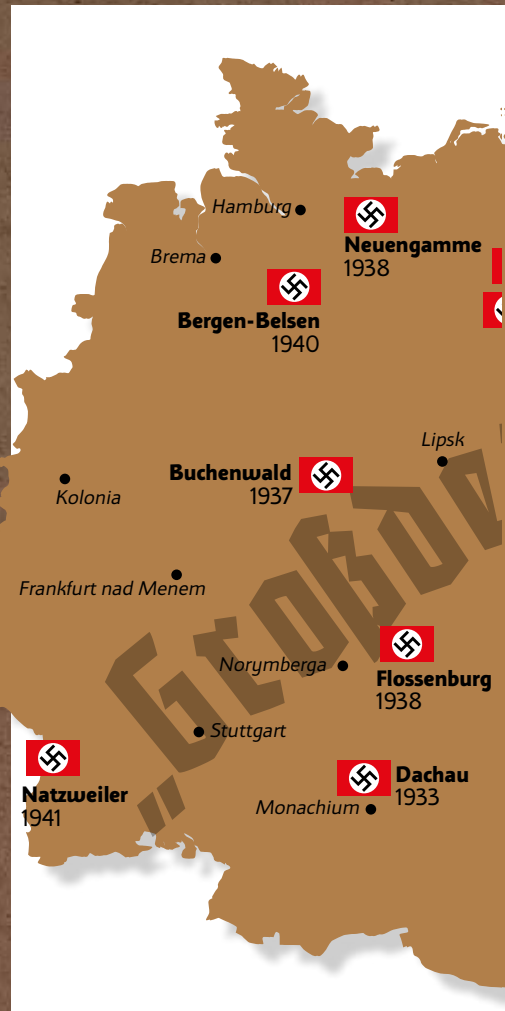 Hamburg
Neuengamme
1938
Brema
Bergen-Belsen
1940
Lipsk
Buchenwald
1937
Kolonia
Frankfurt nad Menem
Norymberga
Flossenburg
1938
Stuttgart
Natzweiler
1941
Dachau
1933
Monachium
„Großd